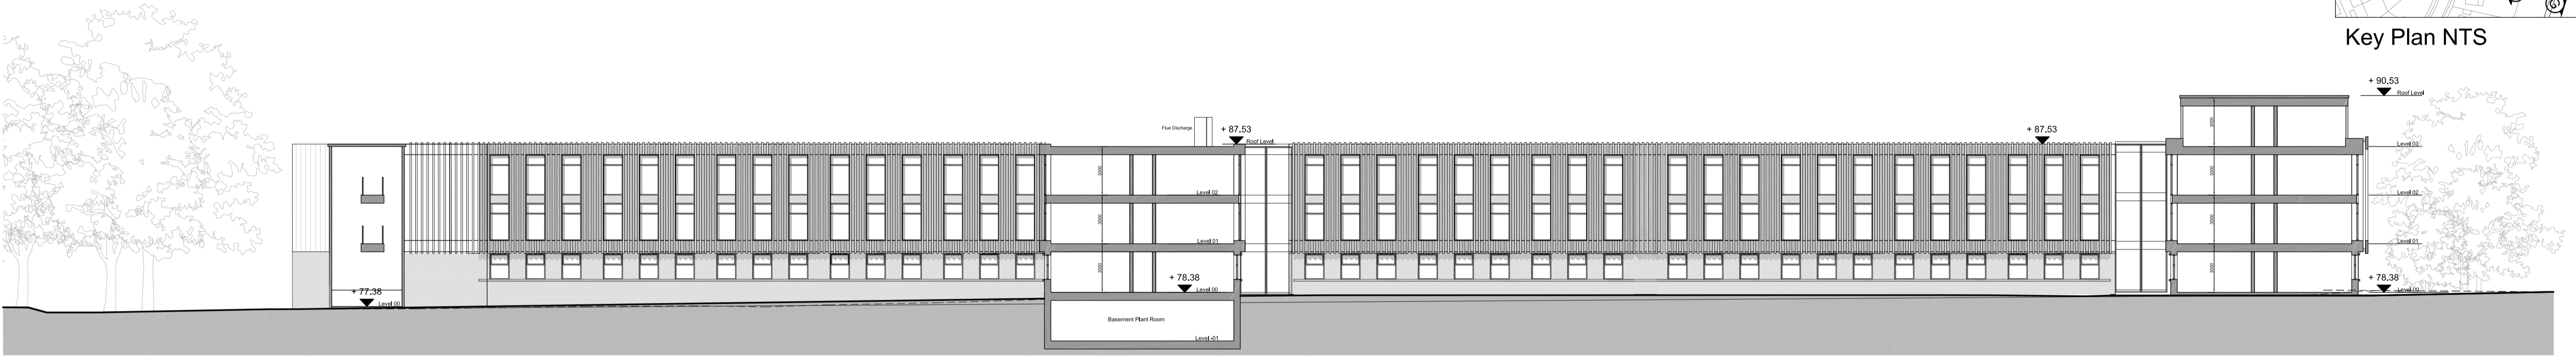 Key Plan NTS
+ 90.53
Roof Level
Flue Discharge
+ 87.53
Roof Level
+ 87.53
3000
3000
Level 03
3000
3000
Level 02
Level 02
3000
3000
Level 01
Level 01
3000
3000
+ 77.38
Level 00
+ 78.38
Level 00
+ 78.38
Level 00
Basement Plant Room
Level -01